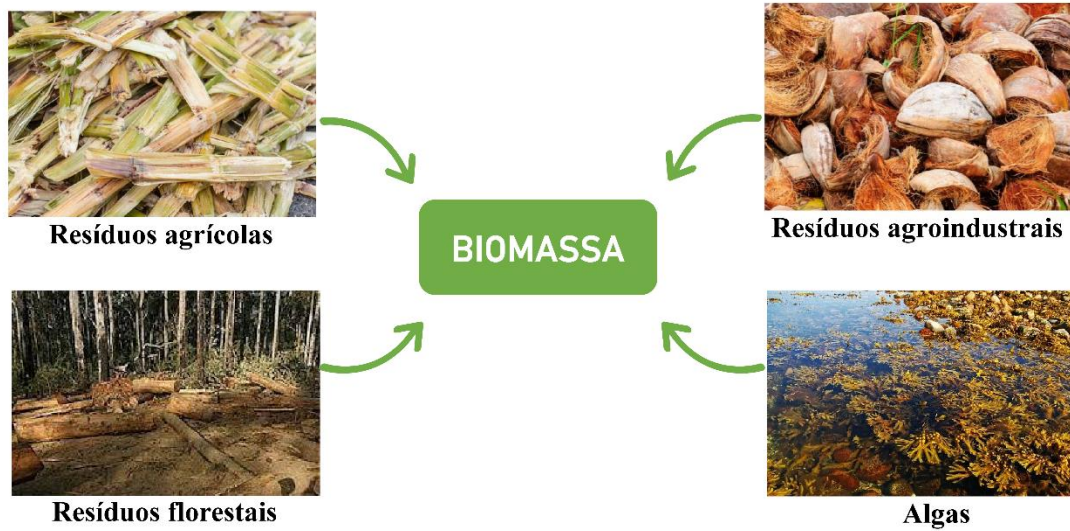 Resíduos agrícolas
Resíduos agroindustrais
BIOMASSA
Resíduos florestais
Algas